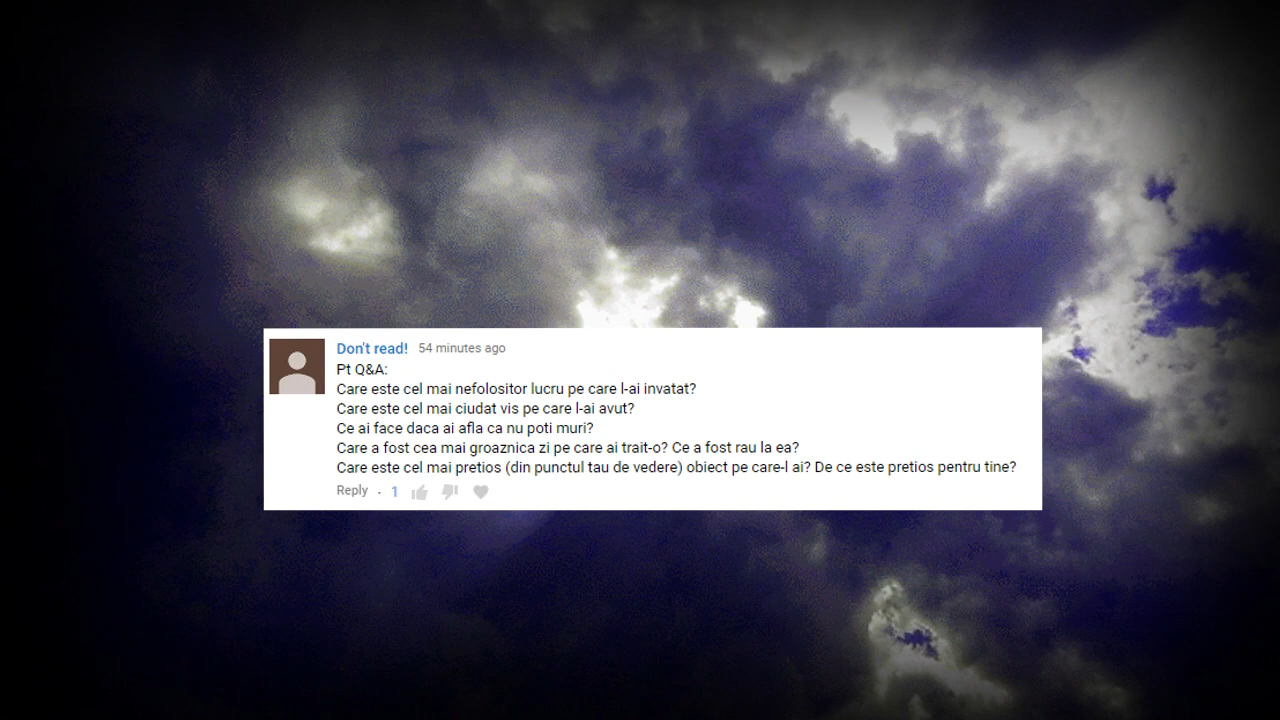 Don't read! 54 minutes ago
Pt Q&A:
Care este cel mai nefolositor lucru pe care l-ai invatat?
Care este cel mai ciudat vis pe care l-ai avut?
Ce ai face daca ai afla ca nu poti muri?
Care a fost cea mai groaznica zi pe care ai trait-o? Ce a fost rau la ea?
Care este cel mai pretios (din punctul tau de vedere) obiect pe care-l ai? De ce este pretios pentru tine?
Reply . 1